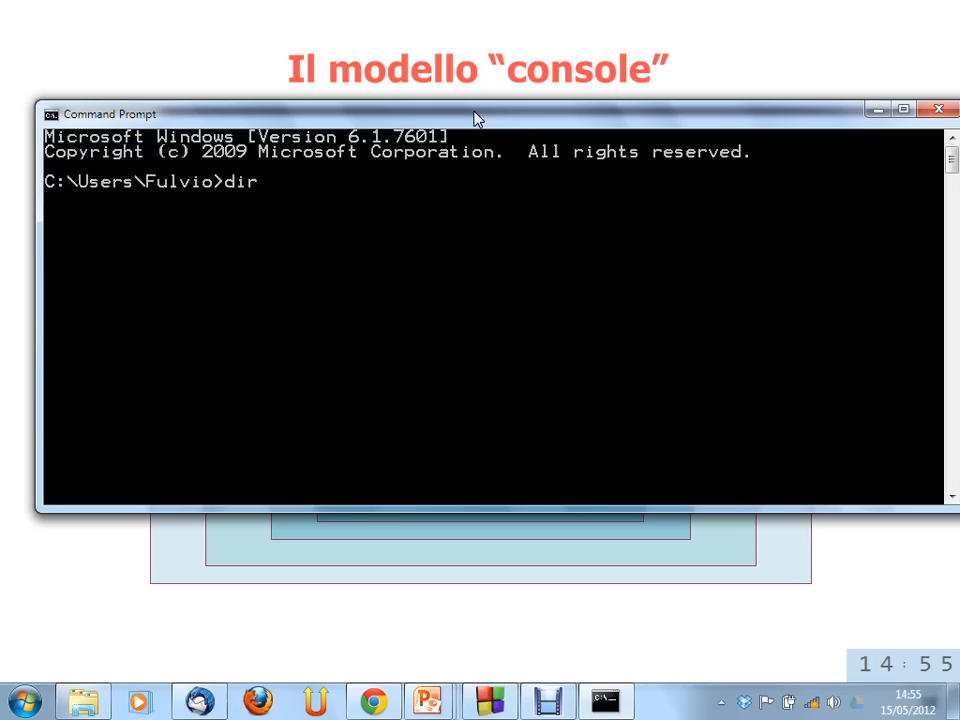 Il modello “console”
Command Prompt
Microsoft Windows [Version 6.1.7601]
Copyright (c) 2009 Microsoft Corporation.  All rights reserved.
C:\Users\Fulvio>dir
14:55
14:55
15/05/2012